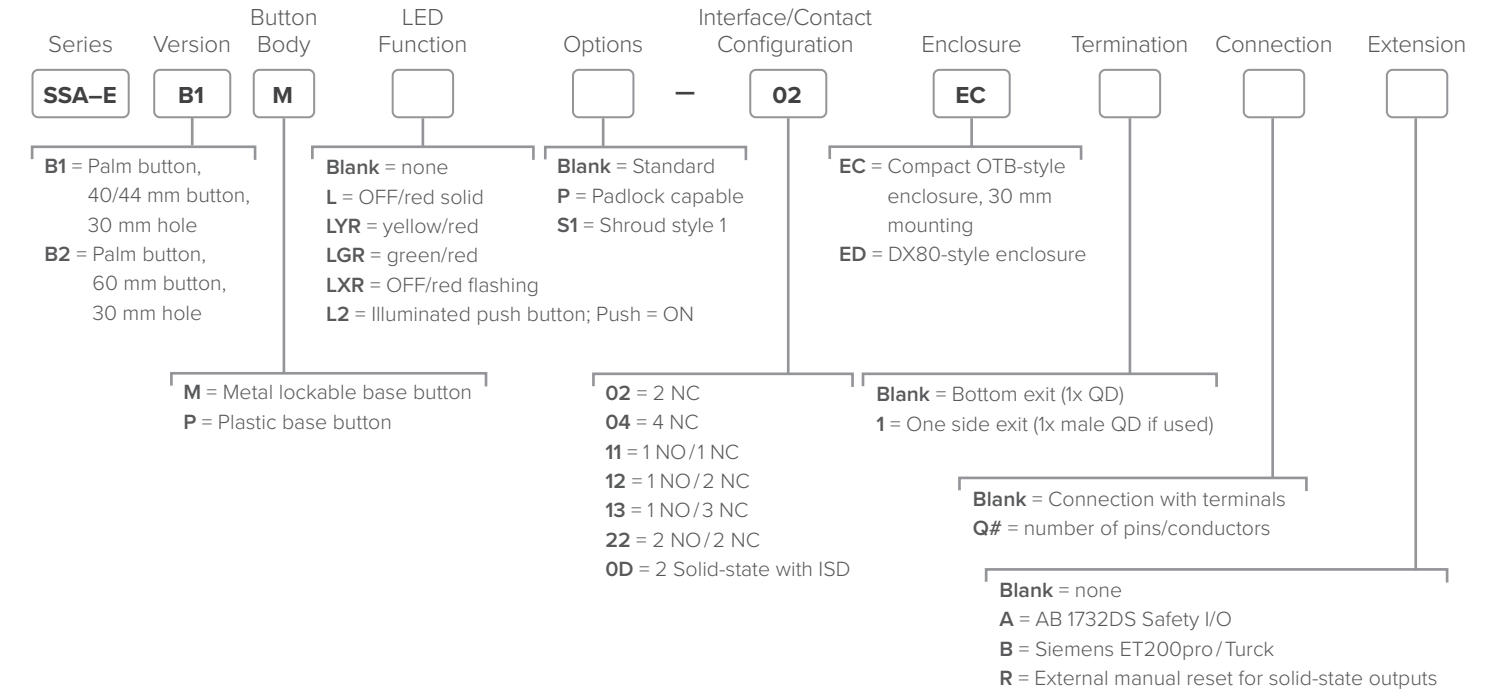 Series
Version
Button
Body
LED
Function
Options
Interface/Contact
Configuration
Enclosure
Termination
Connection
Extension
SSA–E
B1
M
–
02
EC
B1 = Palm button,
40/44 mm button,
30 mm hole
B2 = Palm button,
60 mm button,
30 mm hole
Blank = none
L = OFF/red solid
LYR = yellow/red
LGR = green/red
LXR = OFF/red flashing
L2 = Illuminated push button; Push = ON
Blank = Standard
P = Padlock capable
S1 = Shroud style 1
EC = Compact OTB-style
enclosure, 30 mm
mounting
ED = DX80-style enclosure
M = Metal lockable base button
P = Plastic base button
02 = 2 NC
04 = 4 NC
11 = 1 NO/1 NC
12 = 1 NO/2 NC
13 = 1 NO/3 NC
22 = 2 NO/2 NC
0D = 2 Solid-state with ISD
Blank = Bottom exit (1x QD)
1 = One side exit (1x male QD if used)
Blank = Connection with terminals
Q# = number of pins/conductors
Blank = none
A = AB 1732DS Safety I/O
B = Siemens ET200pro/Turck
R = External manual reset for solid-state outputs